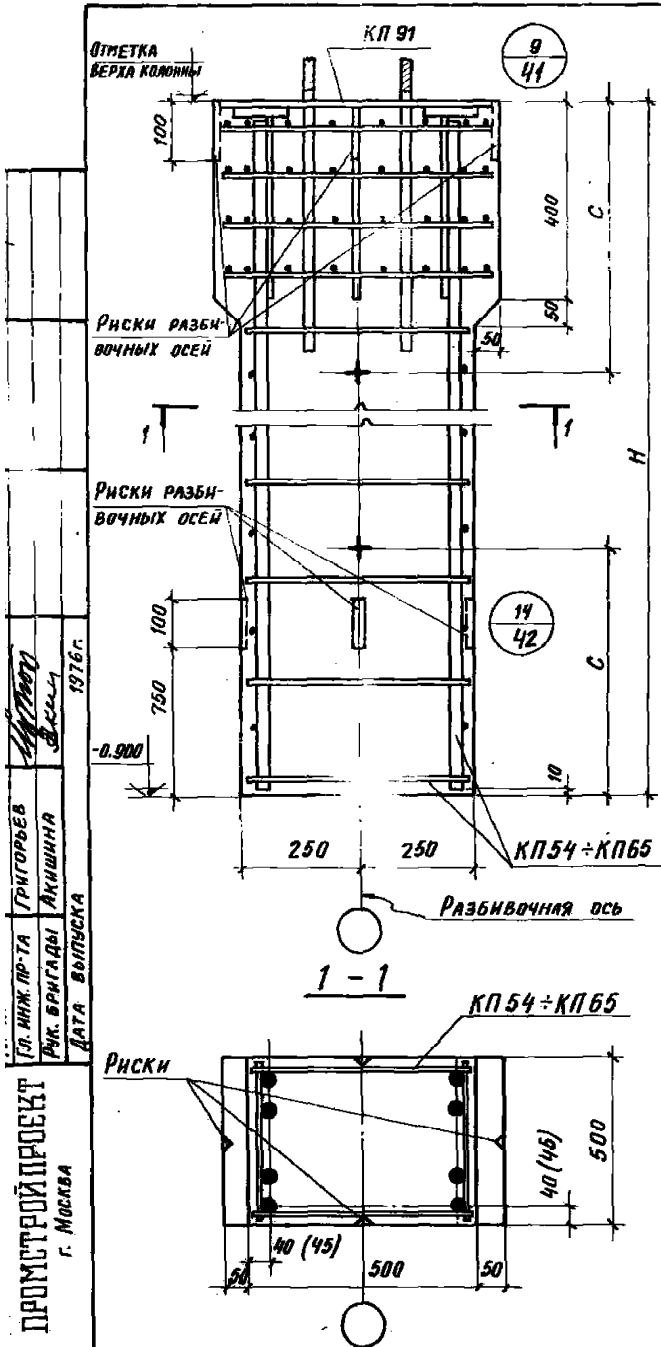 ОТМЕТКА
ВЕРХА КОЛОННЫ
КП 91
9
41
100
400
С
50
50
РИСКИ РАЗБИ-
ВОЧНЫХ ОСЕЙ
1
1
Н
РИСКИ РАЗБИ-
ВОЧНЫХ ОСЕЙ
100
14
42
750
С
-0.900
10
250
250
КП54÷КП65
РАЗБИВОЧНАЯ ОСЬ
1 - 1
КП54÷КП65
РИСКИ
500
40 (46)
40 (45)
50
500
50
ГЛ. ИНЖ. ПР-ТА ГРИГОРЬЕВ
РУК. БРИГАДЫ АКИШИНА
ДАТА ВЫПУСКА 1976г.
ПРОМСТРОЙПРОЕКТ
г. МОСКВА